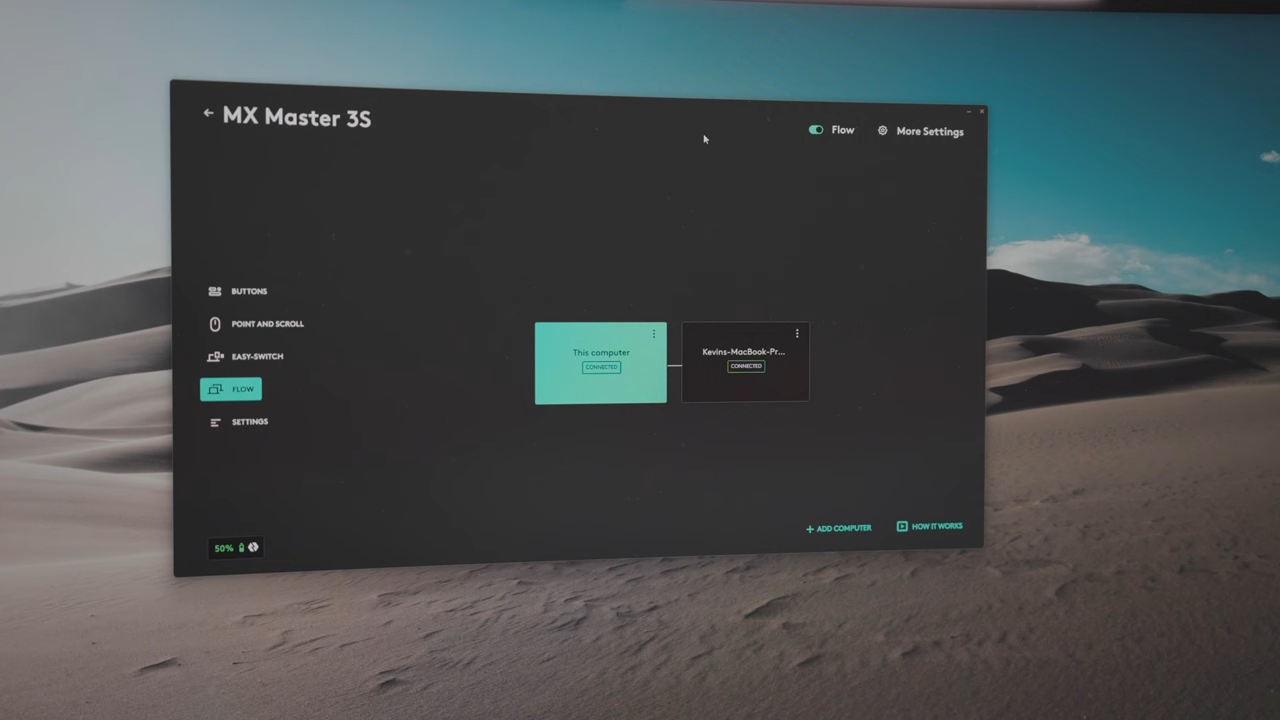 MX Master 3S
Flow
More Settings
BUTTONS
POINT AND SCROLL
EASY-SWITCH
FLOW
SETTINGS
This computer
CONNECTED
Kevins-MacBook-Pr...
CONNECTED
50%
+ ADD COMPUTER
HOW IT WORKS